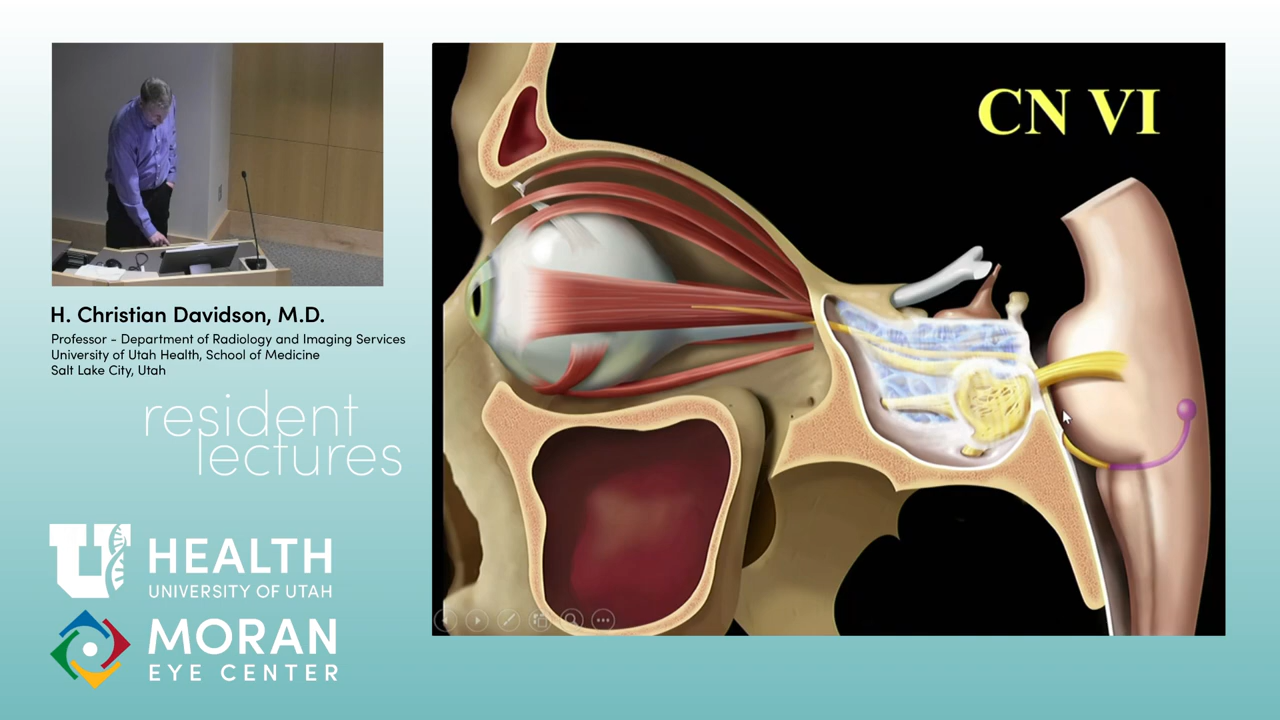 CN VI
H. Christian Davidson, M.D.
Professor - Department of Radiology and Imaging Services
University of Utah Health, School of Medicine
Salt Lake City, Utah
resident
lectures
U HEALTH
UNIVERSITY OF UTAH
MORAN
EYE CENTER